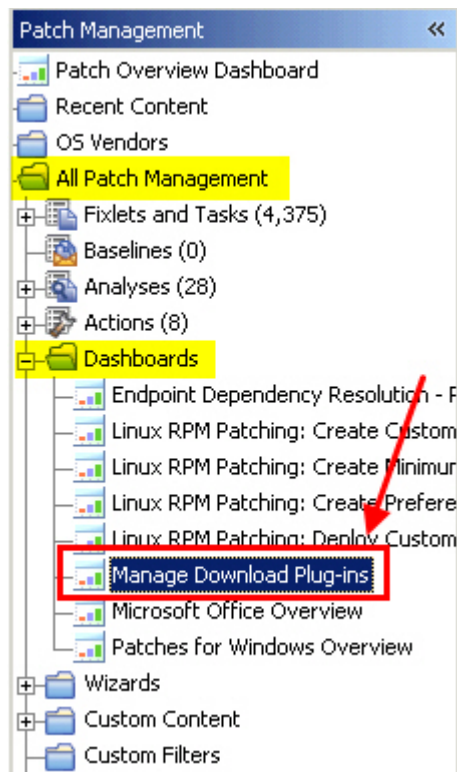 Patch Management «
Patch Overview Dashboard
Recent Content
OS Vendors
All Patch Management
Fixlets and Tasks (4,375)
Baselines (0)
Analyses (28)
Actions (8)
Dashboards
Endpoint Dependency Resolution -
Linux RPM Patching: Create Custom
Linux RPM Patching: Create
Linux RPM Patching: Create
Linux RPM Patching: Deploy Custom
Manage Download Plug-ins
Microsoft Office Overview
Patches for Windows Overview
Wizards
Custom Content
Custom Filters